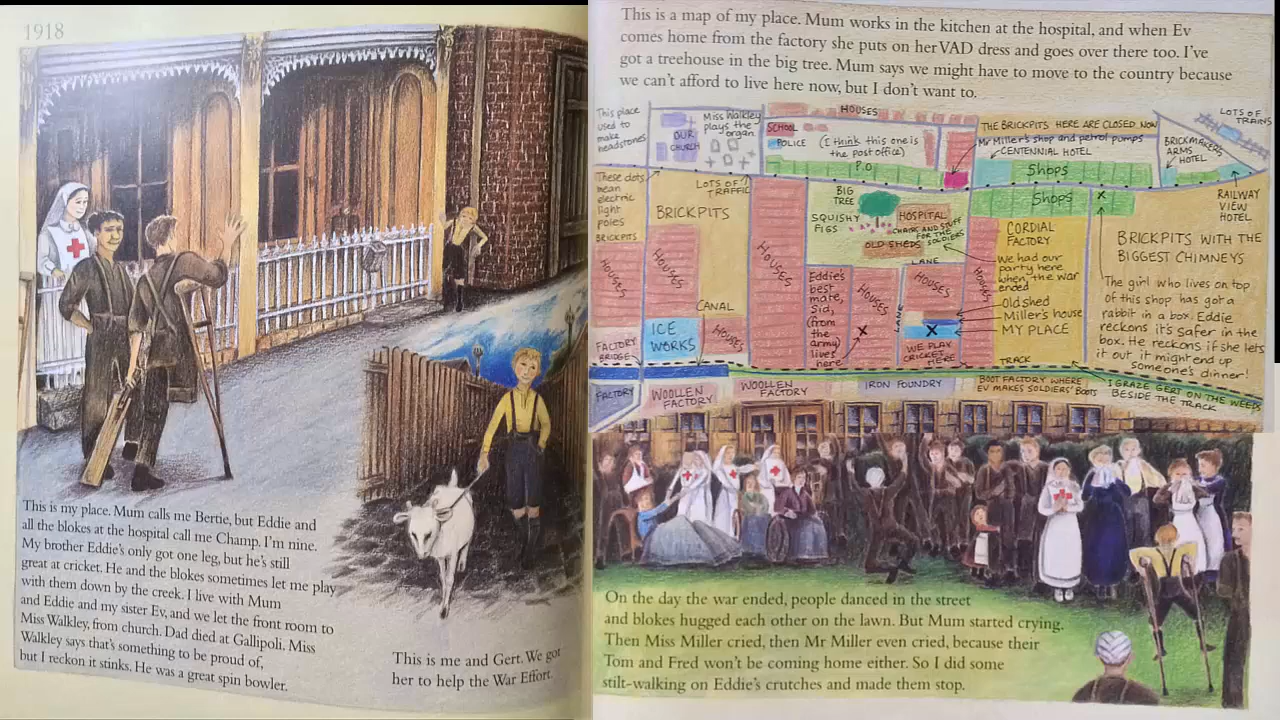 1918
This is my place. Mum calls me Bertie, but Eddie and
all the blokes at the hospital call me Champ. I'm nine.
My brother Eddie's only got one leg, but he's still
great at cricket. He and the blokes sometimes let me play
with them down by the creek. I live with Mum
and Eddie and my sister Ev, and we let the front room to
Miss Walkley, from church. Dad died at Gallipoli. Miss
Walkley says that's something to be proud of,
but I reckon it stinks. He was a great spin bowler.
This is me and Gert. We got
her to help the War Effort.
This is a map of my place. Mum works in the kitchen at the hospital, and when Ev
comes home from the factory she puts on her VAD dress and goes over there too. I've
got a treehouse in the big tree. Mum says we might have to move to the country because
we can't afford to live here now, but I don't want to.
This place
used to
make
headstones
OUR
CHURCH
Miss Walkley
plays the
organ.
HOUSES
SCHOOL
POLICE
(I think this one is
the post office)
P.O
THE BRICKPITS HERE ARE CLOSED NOW
Mr Miller's shop and petrol pumps
CENTENNIAL HOTEL
Shops
BRICKMAKERS
ARMS
HOTEL
LOTS OF
TRAINS
These dots
mean
electric
light
poles
BRICKPITS
LOTS OF
TRAFFIC
BRICKPITS
HOUSES
HOUSES
HOUSES
BIG
TREE
SQUISHY
FIGS
HOSPITAL
CHAIRS AND STUFF
FOR THE
SOLDIERS
OLD SHEDS
LANE
Shops
X
RAILWAY
VIEW
HOTEL
CORDIAL
FACTORY
We had our
party here
when the war
ended
Old shed
Miller's house
MY PLACE
BRICKPITS WITH THE
BIGGEST CHIMNEYS
The girl who lives on top
of this shop has got a
rabbit in a box. Eddie
reckons it's safer in the
box. He reckons if she lets
it out it might end up
someone's dinner!
Eddie's
best
mate,
Sid,
(from
the
army)
lives
here
HOUSES
X
LANE
HOUSES
HOUSES
X
WE PLAY
CRICKET
HERE
CANAL
ICE
WORKS
HOUSES
FACTORY
BRIDGE
TRACK
FACTORY
WOOLLEN
FACTORY
WOOLLEN
FACTORY
IRON FOUNDRY
BOOT FACTORY WHERE
EV MAKES SOLDIERS' BOOTS
I GRAZE GERT ON THE WEEDS
BESIDE THE TRACK
On the day the war ended, people danced in the street
and blokes hugged each other on the lawn. But Mum started crying.
Then Miss Miller cried, then Mr Miller even cried, because their
Tom and Fred won't be coming home either. So I did some
stilt-walking on Eddie's crutches and made them stop.